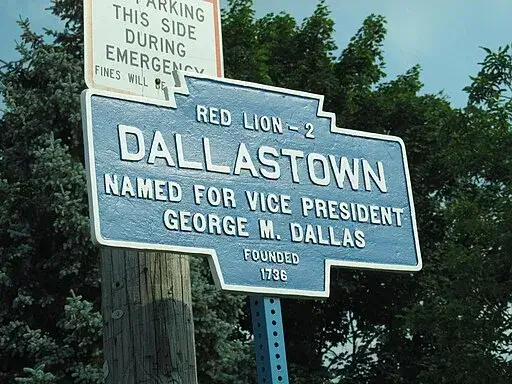 PARKING
THIS SIDE
DURING
EMERGENCY
FINES WILL BE
RED LION - 2
DALLASTOWN
NAMED FOR VICE PRESIDENT
GEORGE M. DALLAS
FOUNDED
1736